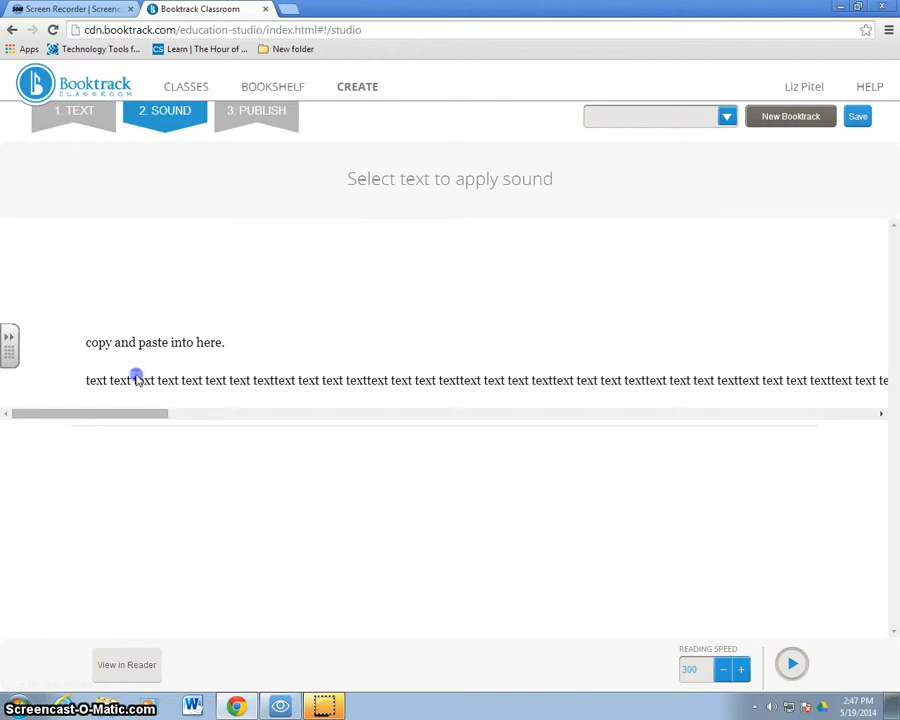 Screen Recorder | Screenc
Booktrack Classroom
cdn.booktrack.com/education-studio/index.html#!/studio
Apps
Technology Tools f...
Learn | The Hour of ...
New folder
Booktrack
CLASSES
BOOKSHELF
CREATE
Liz Pitel
HELP
1. TEXT
2. SOUND
3. PUBLISH
New Booktrack
Save
Select text to apply sound
copy and paste into here.
text text text text text text text texttext text text texttext text text texttext text text texttext text text texttext text text texttext text text texttext text te
View in Reader
READING SPEED
300
2:47 PM
5/19/2014
Screencast-O-Matic.com